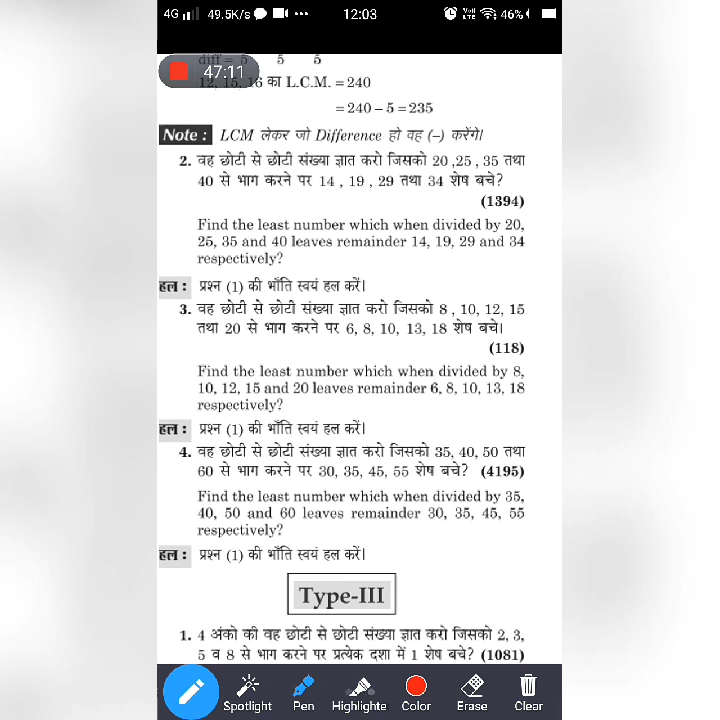 4G 49.5K/s ••• 12:03 VoI LTE 46%
diff = 5 5 5
47:11
12, 15, 16 का L.C.M. = 240
= 240 – 5 = 235
Note : LCM लेकर जो Difference हो वह (–) करेंगे।
2. वह छोटी से छोटी संख्या ज्ञात करो जिसको 20 ,25 , 35 तथा
40 से भाग करने पर 14 , 19 , 29 तथा 34 शेष बचे?
(1394)
Find the least number which when divided by 20,
25, 35 and 40 leaves remainder 14, 19, 29 and 34
respectively?
हल : प्रश्न (1) की भाँति स्वयं हल करें।
3. वह छोटी से छोटी संख्या ज्ञात करो जिसको 8 , 10, 12, 15
तथा 20 से भाग करने पर 6, 8, 10, 13, 18 शेष बचे।
(118)
Find the least number which when divided by 8,
10, 12, 15 and 20 leaves remainder 6, 8, 10, 13, 18
respectively?
हल : प्रश्न (1) की भाँति स्वयं हल करें।
4. वह छोटी से छोटी संख्या ज्ञात करो जिसको 35, 40, 50 तथा
60 से भाग करने पर 30, 35, 45, 55 शेष बचे? (4195)
Find the least number which when divided by 35,
40, 50 and 60 leaves remainder 30, 35, 45, 55
respectively?
हल : प्रश्न (1) की भाँति स्वयं हल करें।
Type-III
1. 4 अंको की वह छोटी से छोटी संख्या ज्ञात करो जिसको 2, 3,
5 व 8 से भाग करने पर प्रत्येक दशा में 1 शेष बचे? (1081)
Spotlight Pen Highlighte Color Erase Clear